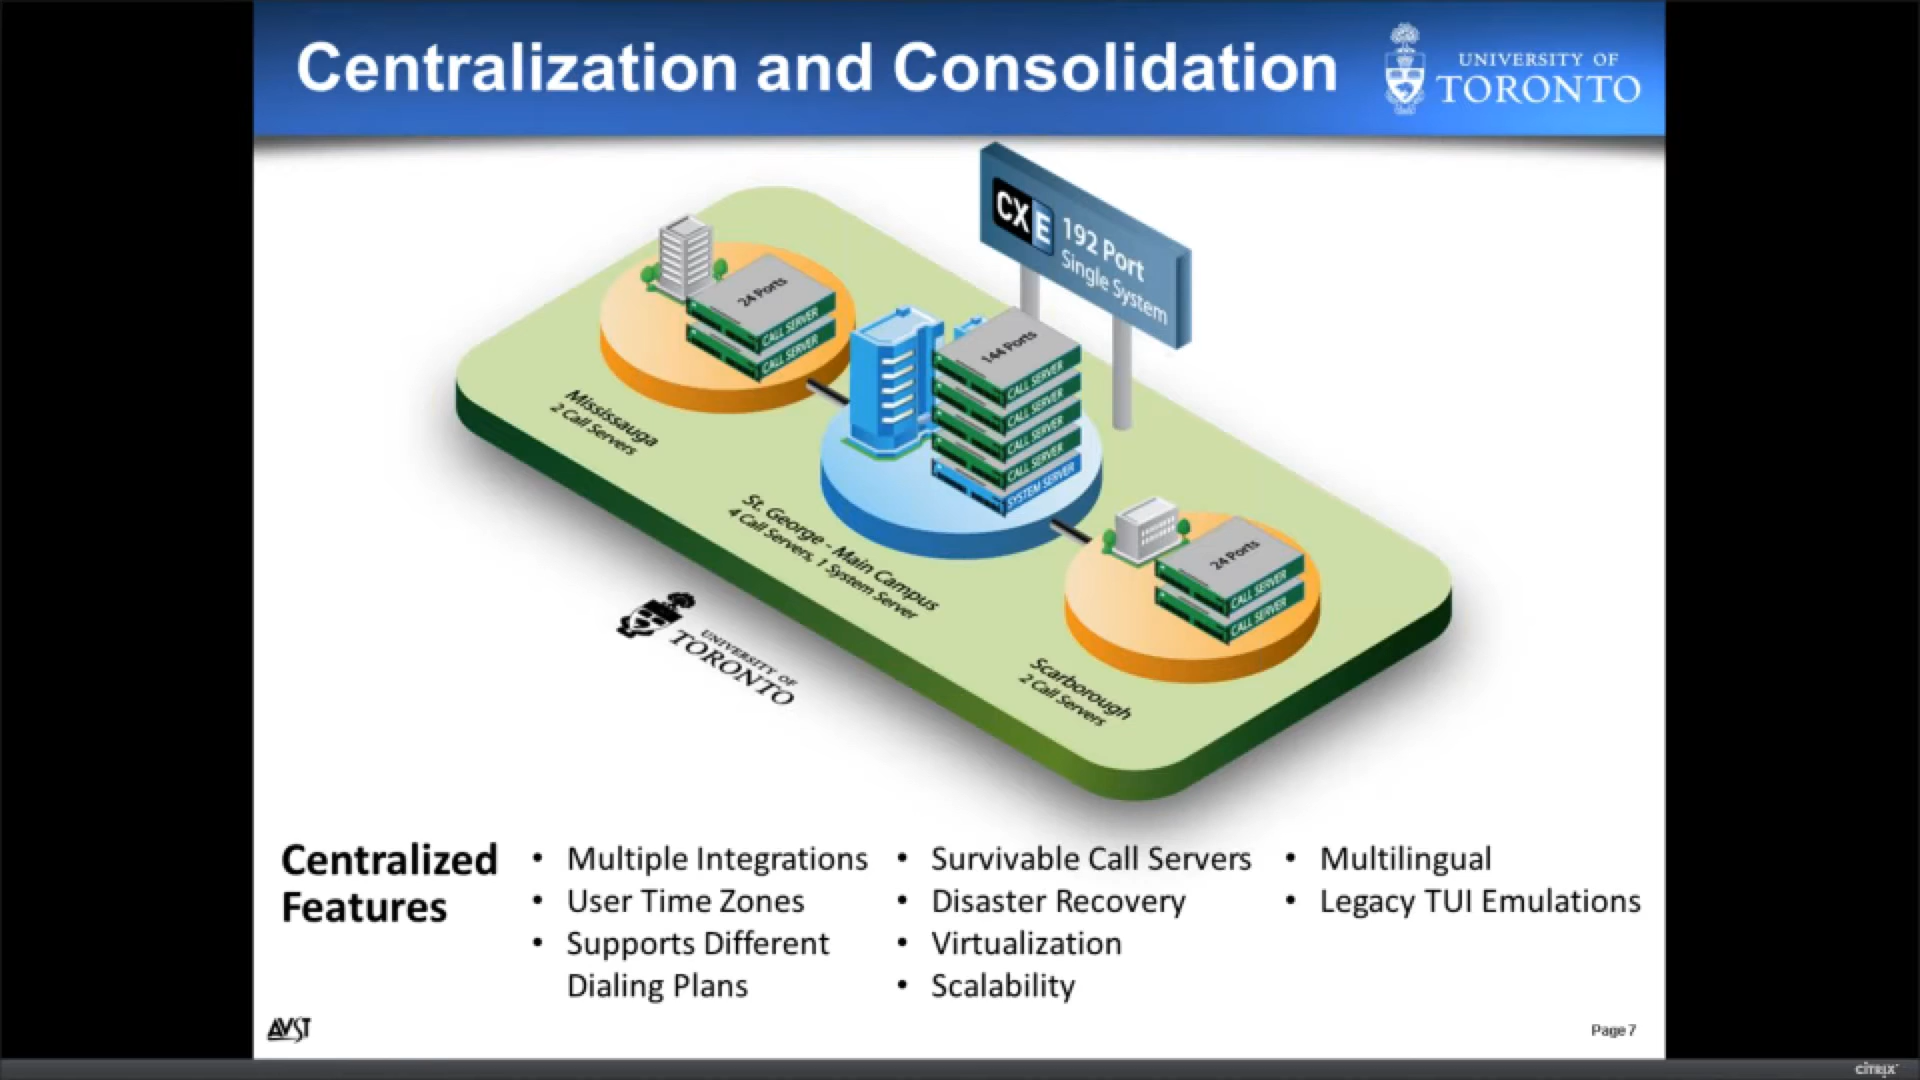 Centralization and Consolidation
UNIVERSITY OF
TORONTO
CXE
192 Port
Single System
24 Ports
CALL SERVER
CALL SERVER
Mississauga
2 Call Servers
144 Ports
CALL SERVER
CALL SERVER
CALL SERVER
CALL SERVER
SYSTEM SERVER
St. George - Main Campus
4 Call Servers, 1 System Server
24 Ports
CALL SERVER
CALL SERVER
Scarborough
2 Call Servers
UNIVERSITY OF
TORONTO
Centralized
Features
• Multiple Integrations
• User Time Zones
• Supports Different
Dialing Plans
• Survivable Call Servers
• Disaster Recovery
• Virtualization
• Scalability
• Multilingual
• Legacy TUI Emulations
AVST
Page 7
CITRIX